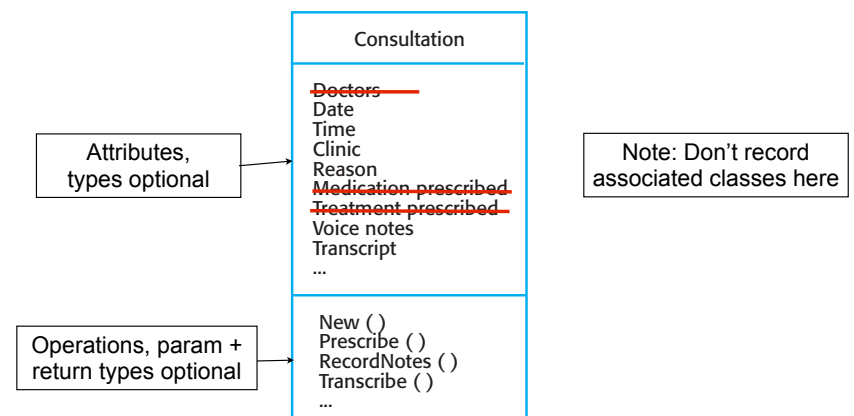 Consultation
Doctors
Date
Time
Clinic
Reason
Medication prescribed
Treatment prescribed
Voice notes
Transcript
...
Attributes,
types optional
Note: Don't record
associated classes here
New ( )
Prescribe ( )
RecordNotes ( )
Transcribe ( )
...
Operations, param +
return types optional